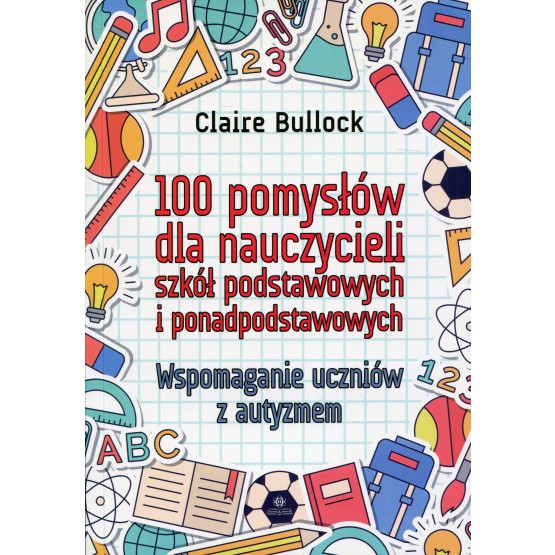 123
Claire Bullock
100 pomysłów
dla nauczycieli
szkół podstawowych
i ponadpodstawowych
Wspomaganie uczniów
z autyzmem
123
ABC